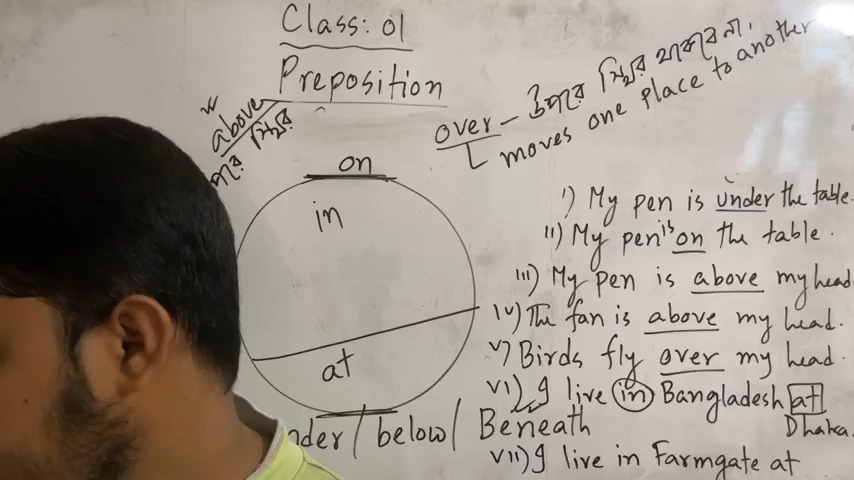 Class: 01
Preposition
above
স্থির
over – উপরে স্থির থাকবে না.
moves one place to another
on
in
at
under / below / Beneath
i) My pen is under the table.
ii) My pen is on the table.
iii) My pen is above my head
iv) The fan is above my head.
v) Birds fly over my head.
vi) I live in Bangladesh at
Dhaka.
vii) I live in Farmgate at